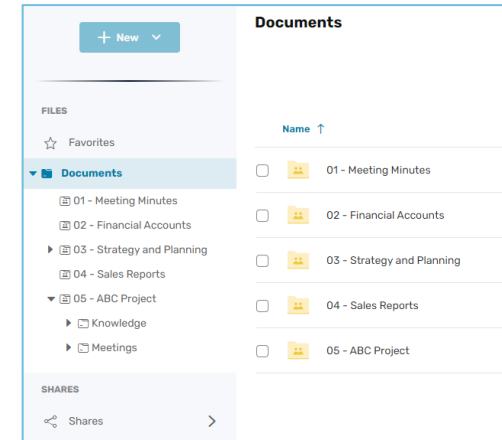 + New
FILES
Favorites
Documents
01 - Meeting Minutes
02 - Financial Accounts
03 - Strategy and Planning
04 - Sales Reports
05 - ABC Project
Knowledge
Meetings
SHARES
Shares
Documents
Name ↑
01 - Meeting Minutes
02 - Financial Accounts
03 - Strategy and Planning
04 - Sales Reports
05 - ABC Project